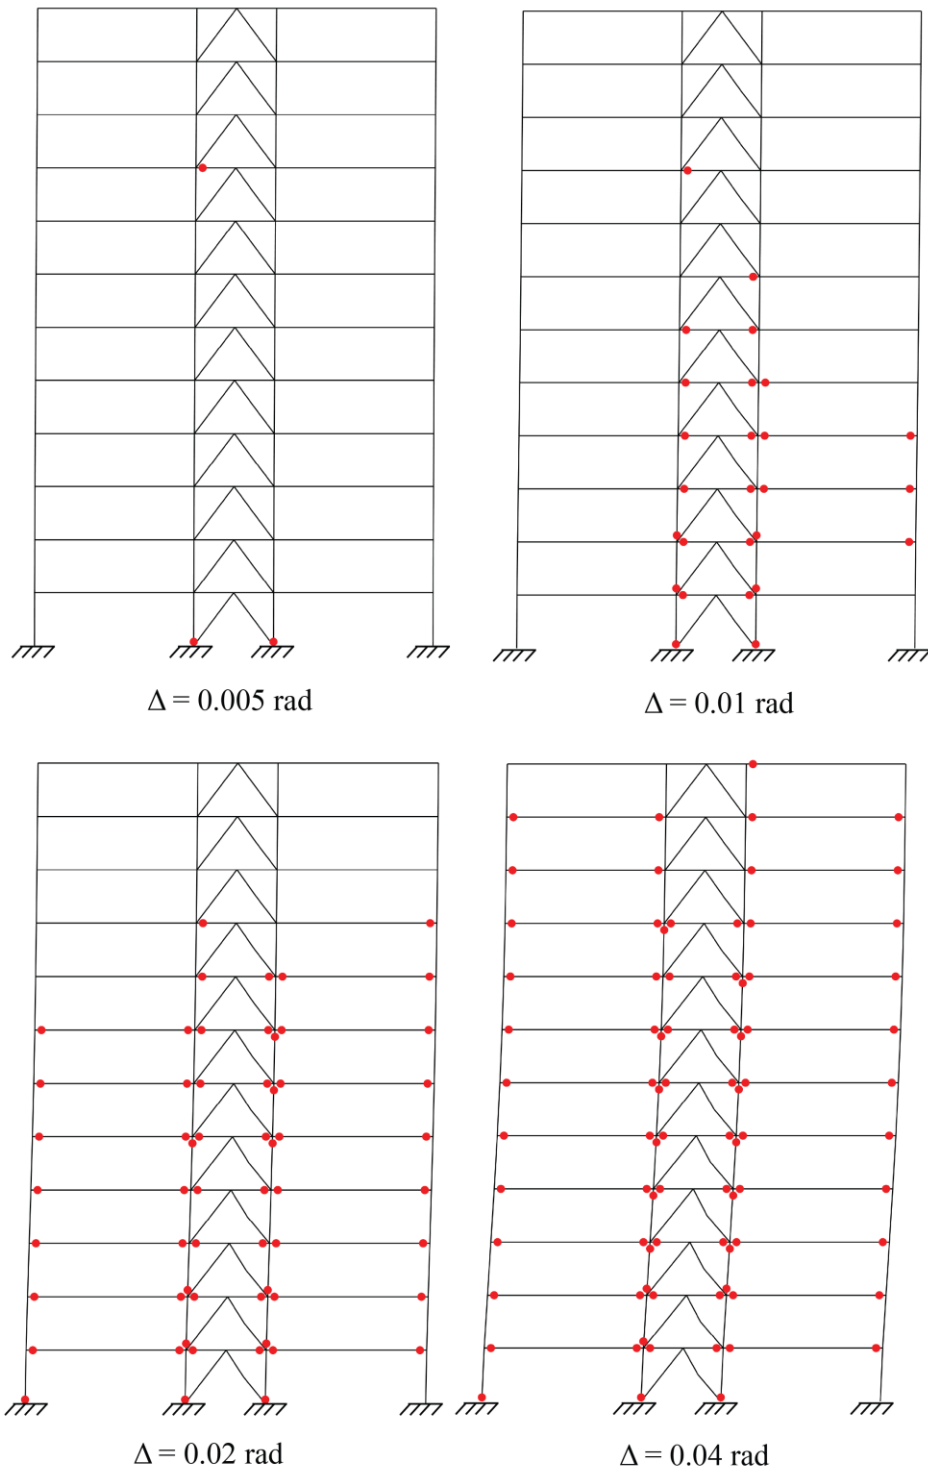 Δ = 0.005 rad
Δ = 0.01 rad
Δ = 0.02 rad
Δ = 0.04 rad